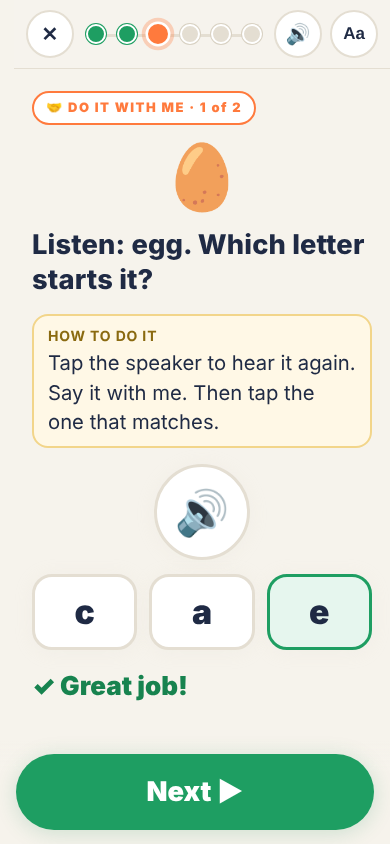 Aa
DO IT WITH ME · 1 of 2
Listen: egg. Which letter
starts it?
HOW TO DO IT
Tap the speaker to hear it again.
Say it with me. Then tap the
one that matches.
c a e
✓ Great job!
Next ▶